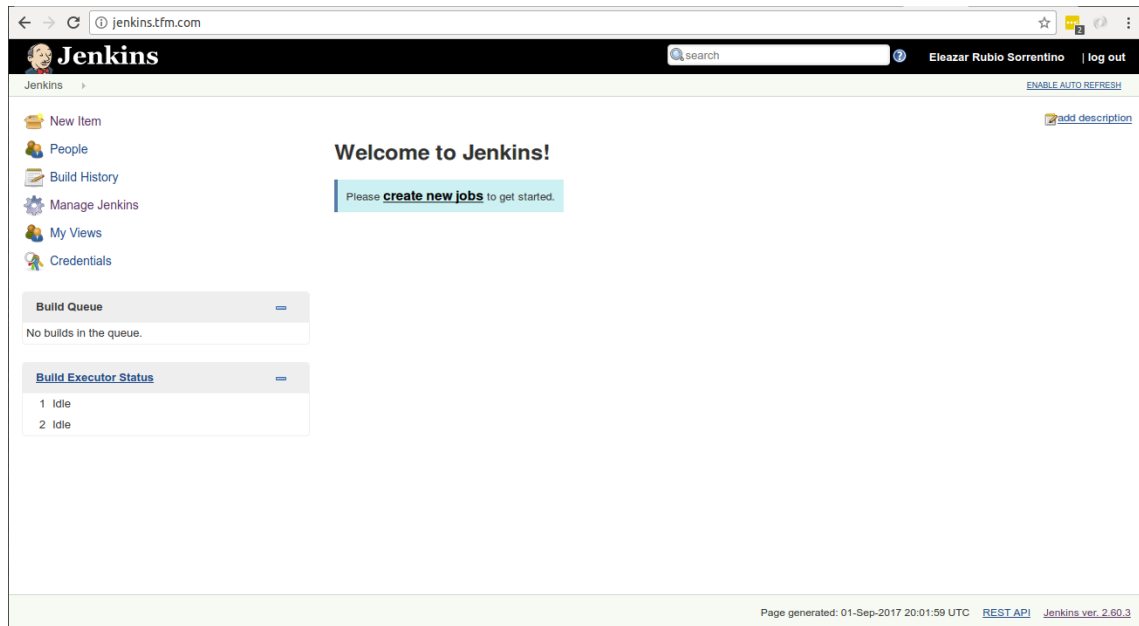 jenkins.tfm.com
2
Jenkins
search
Eleazar Rubio Sorrentino | log out
Jenkins
ENABLE AUTO REFRESH
New Item
People
Build History
Manage Jenkins
My Views
Credentials
add description
Welcome to Jenkins!
Please create new jobs to get started.
Build Queue
No builds in the queue.
Build Executor Status
1 Idle
2 Idle
Page generated: 01-Sep-2017 20:01:59 UTC REST API Jenkins ver. 2.60.3